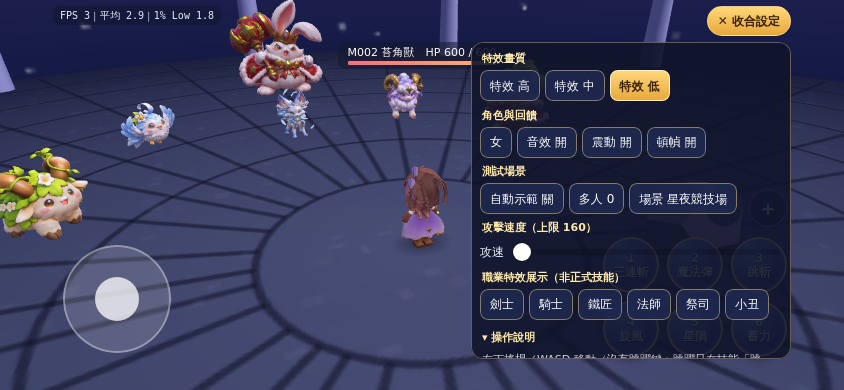 FPS 3 | 平均 2.9 | 1% Low 1.8
✕ 收合設定
M002 苔角獸 HP 600 /
特效畫質
特效 高 特效 中 特效 低
角色與回饋
女 音效 開 震動 開 頓幀 開
測試場景
自動示範 關 多人 0 場景 星夜競技場
攻擊速度（上限 160）
攻速
1 2 3
魔法彈 跳斬
職業特效展示（非正式技能）
劍士 騎士 鐵匠 法師 祭司 小丑
旋風 星隕 蓄力
▾ 操作說明